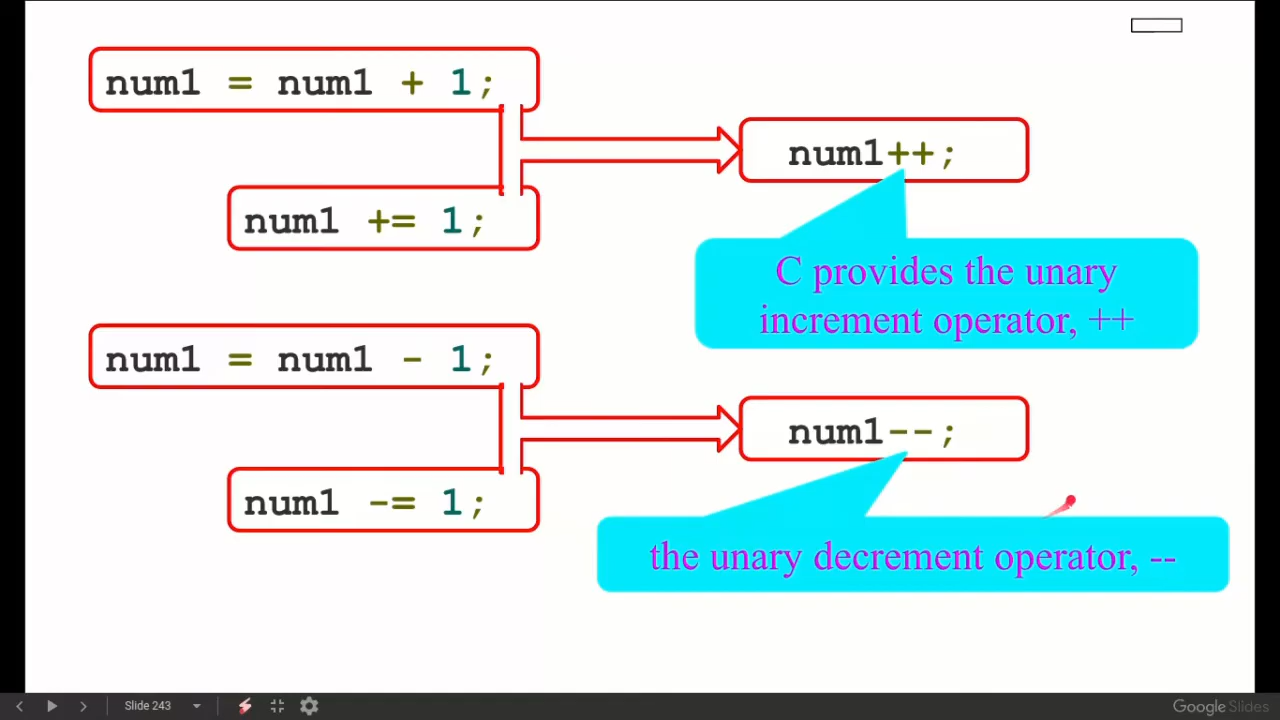 num1 = num1 + 1;
num1++;
num1 += 1;
C provides the unary
increment operator, ++
num1 = num1 - 1;
num1--;
num1 -= 1;
the unary decrement operator, --
Slide 243
Google Slides